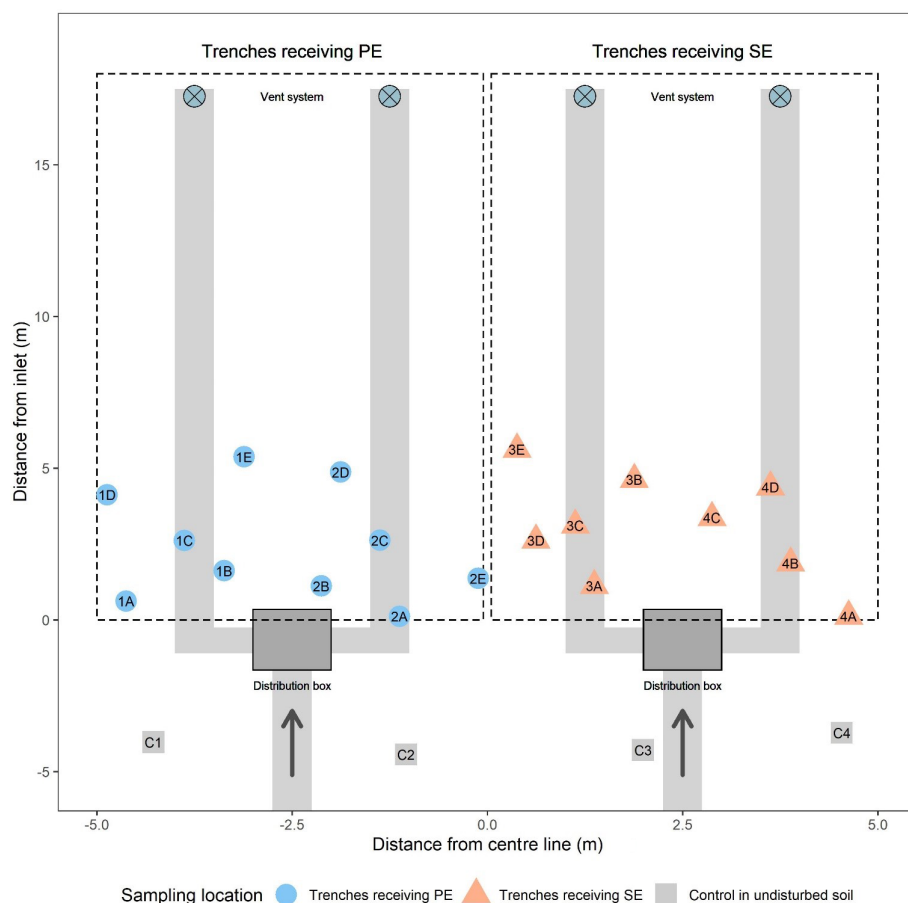 Trenches receiving PE
Trenches receiving SE
Vent system
Vent system
15
10
5
0
-5
Distance from inlet (m)
3E
1E
2D
3B
4D
1D
4C
3C
1C
2C
3D
4B
1B
2E
2B
3A
1A
2A
4A
Distribution box
Distribution box
C1
C2
C3
C4
-5.0
-2.5
0.0
2.5
5.0
Distance from centre line (m)
Sampling location
Trenches receiving PE
Trenches receiving SE
Control in undisturbed soil